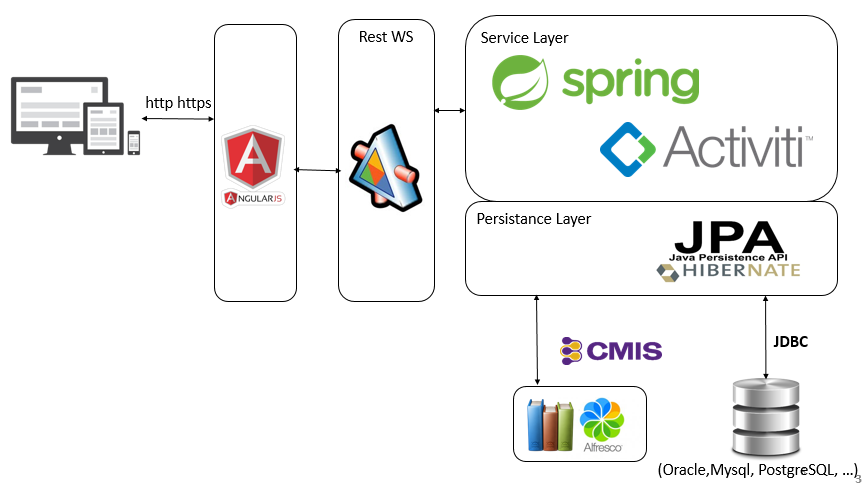 Rest WS
Service Layer
spring
http https
Activiti™
A
ANGULARJS
Persistance Layer
JPA
Java Persistence API
HIBERNATE
CMIS
JDBC
Alfresco
(Oracle,Mysql, PostgreSQL, ...)
3